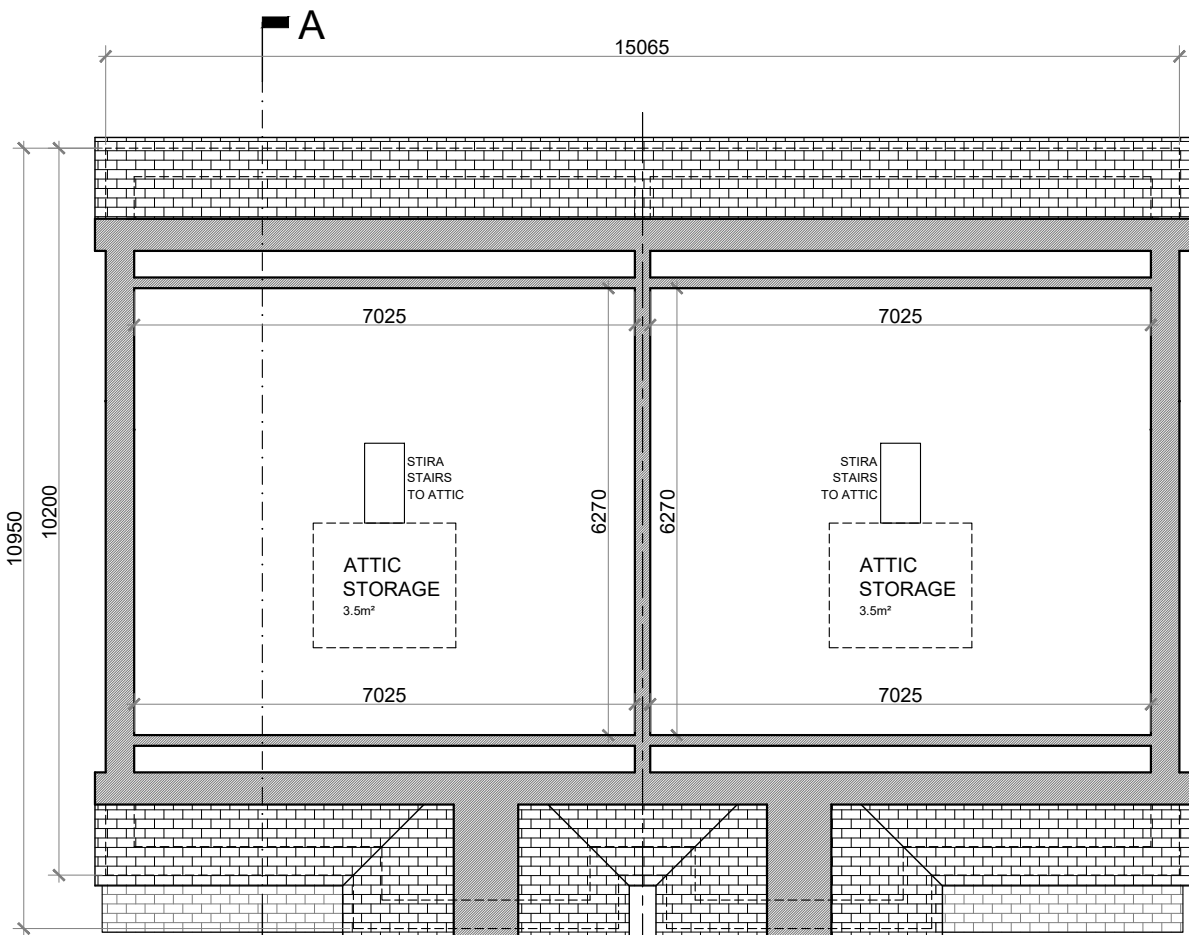 A
15065
7025
7025
STIRA
STAIRS
TO ATTIC
STIRA
STAIRS
TO ATTIC
10950
10200
6270
6270
ATTIC
STORAGE
3.5m²
ATTIC
STORAGE
3.5m²
7025
7025